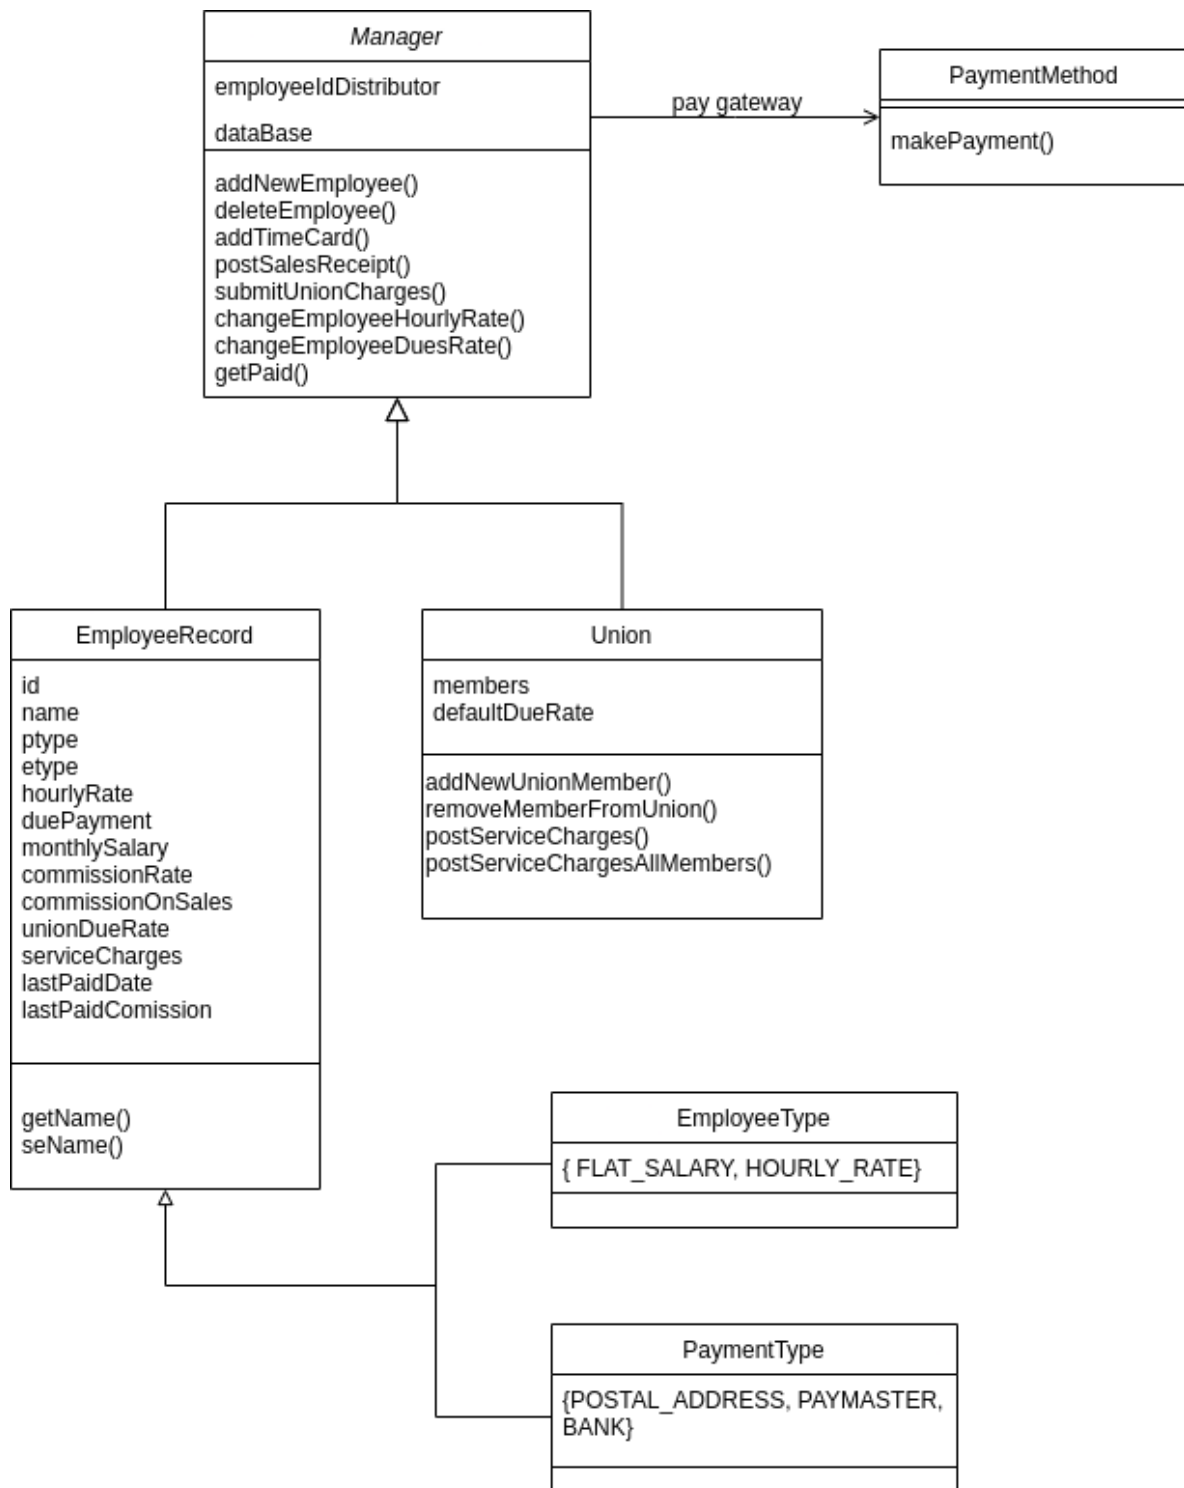 Manager
employeeIdDistributor
dataBase
addNewEmployee()
deleteEmployee()
addTimeCard()
postSalesReceipt()
submitUnionCharges()
changeEmployeeHourlyRate()
changeEmployeeDuesRate()
getPaid()
pay gateway
PaymentMethod
makePayment()
EmployeeRecord
id
name
ptype
etype
hourlyRate
duePayment
monthlySalary
commissionRate
commissionOnSales
unionDueRate
serviceCharges
lastPaidDate
lastPaidComission
getName()
seName()
Union
members
defaultDueRate
addNewUnionMember()
removeMemberFromUnion()
postServiceCharges()
postServiceChargesAllMembers()
EmployeeType
{ FLAT_SALARY, HOURLY_RATE}
PaymentType
{POSTAL_ADDRESS, PAYMASTER,
BANK}